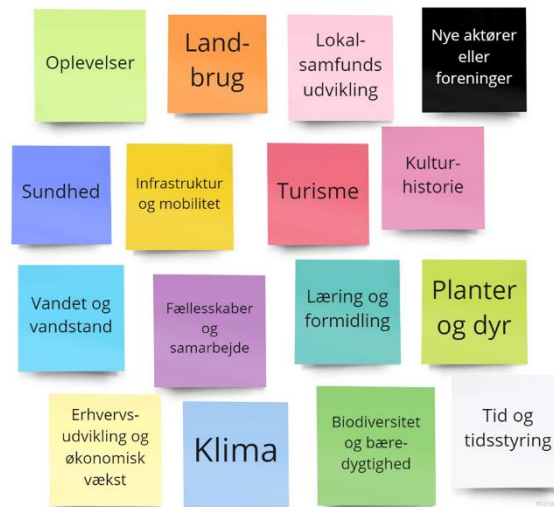 Oplevelser
Land-
brug
Lokal-
samfunds
udvikling
Nye aktører
eller
foreninger
Sundhed
Infrastruktur
og mobilitet
Turisme
Kultur-
historie
Vandet og
vandstand
Fællesskaber
og
samarbejde
Læring og
formidling
Planter
og dyr
Erhvervs-
udvikling og
økonomisk
vækst
Klima
Biodiversitet
og bære-
dygtighed
Tid og
tidsstyring
miro